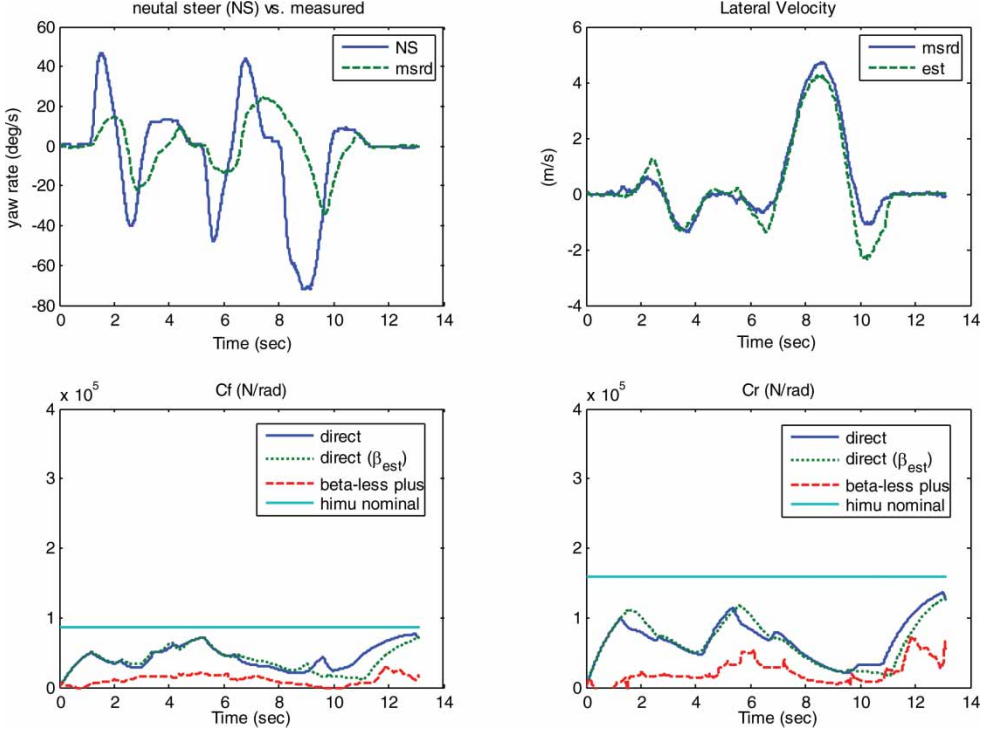 neutal steer (NS) vs. measured
60
40
20
0
-20
-40
-60
-80
yaw rate (deg/s)
NS
msrd
0 2 4 6 8 10 12 14
Time (sec)
Lateral Velocity
6
4
2
0
-2
-4
(m/s)
msrd
est
0 2 4 6 8 10 12 14
Time (sec)
x 10^5
Cf (N/rad)
4
3
2
1
0
direct
direct (β_est)
beta-less plus
himu nominal
0 2 4 6 8 10 12 14
Time (sec)
x 10^5
Cr (N/rad)
4
3
2
1
0
direct
direct (β_est)
beta-less plus
himu nominal
0 2 4 6 8 10 12 14
Time (sec)